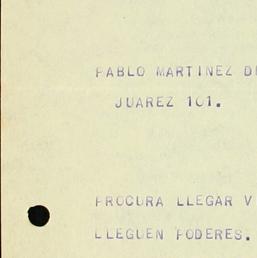 PABLO MARTINEZ D
JUAREZ 101.
PROCURA LLEGAR V
LLEGUEN PODERES.